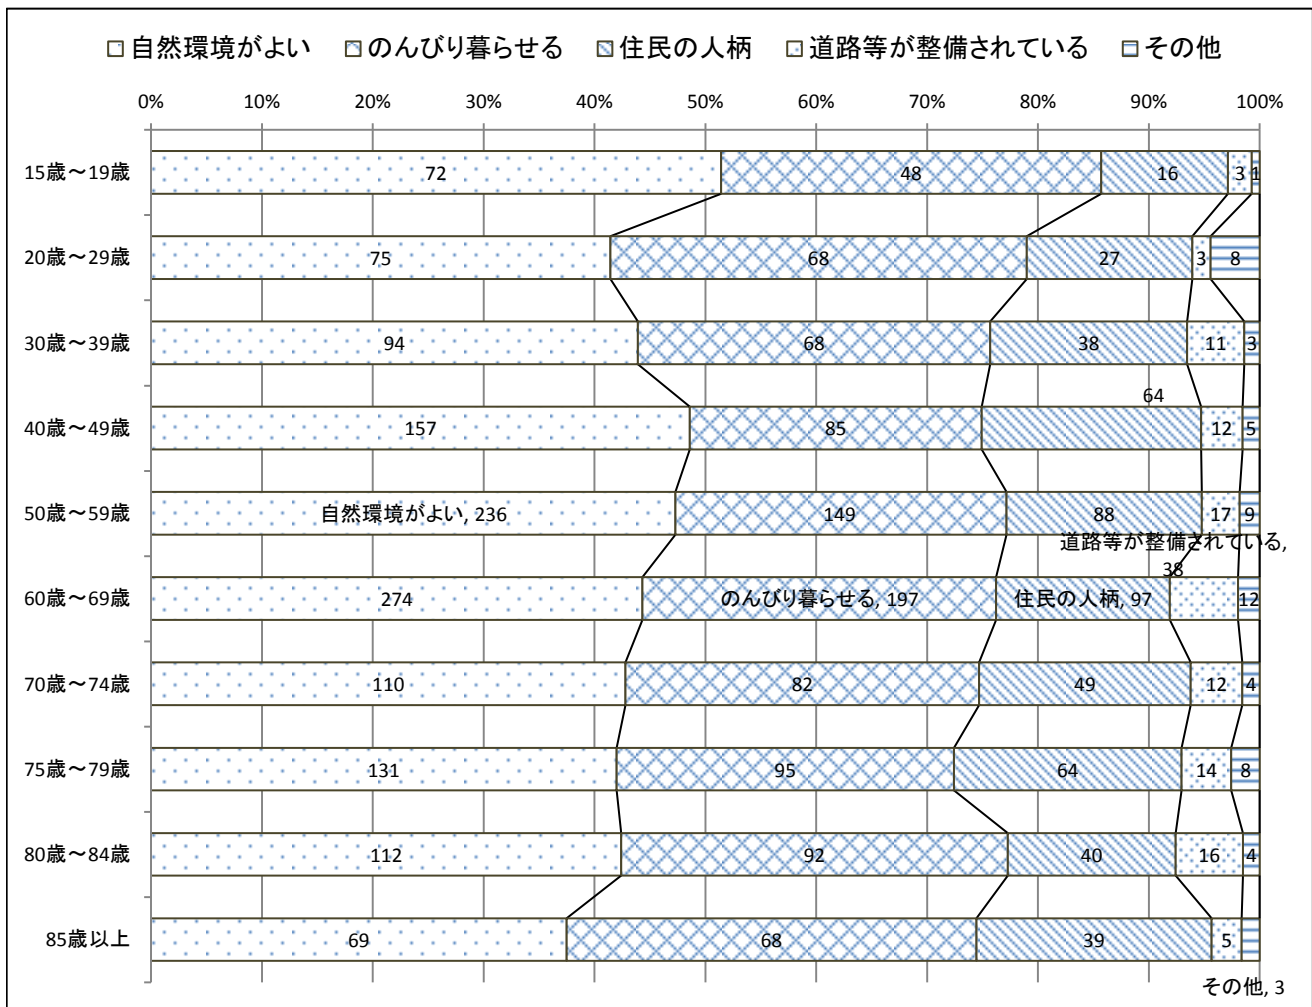 自然環境がよい のんびり暮らせる 住民の人柄 道路等が整備されている その他
0% 10% 20% 30% 40% 50% 60% 70% 80% 90% 100%
15歳～19歳 72 48 16 3 1
20歳～29歳 75 68 27 3 8
30歳～39歳 94 68 38 11 3
64
40歳～49歳 157 85 12 5
50歳～59歳 自然環境がよい, 236 149 88 17 9
道路等が整備されている,
38
60歳～69歳 274 のんびり暮らせる, 197 住民の人柄, 97 12
70歳～74歳 110 82 49 12 4
75歳～79歳 131 95 64 14 8
80歳～84歳 112 92 40 16 4
85歳以上 69 68 39 5
その他, 3